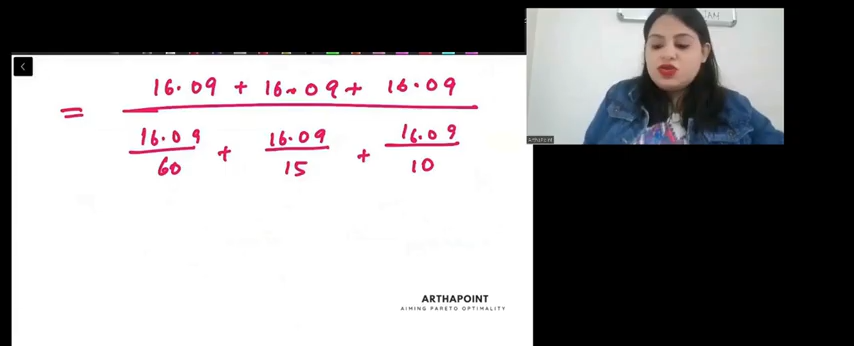 16.09 + 16.09 + 16.09
=
16.09/60 + 16.09/15 + 16.09/10
ARTHAPOINT
AIMING PARETO OPTIMALITY
Arthapoint